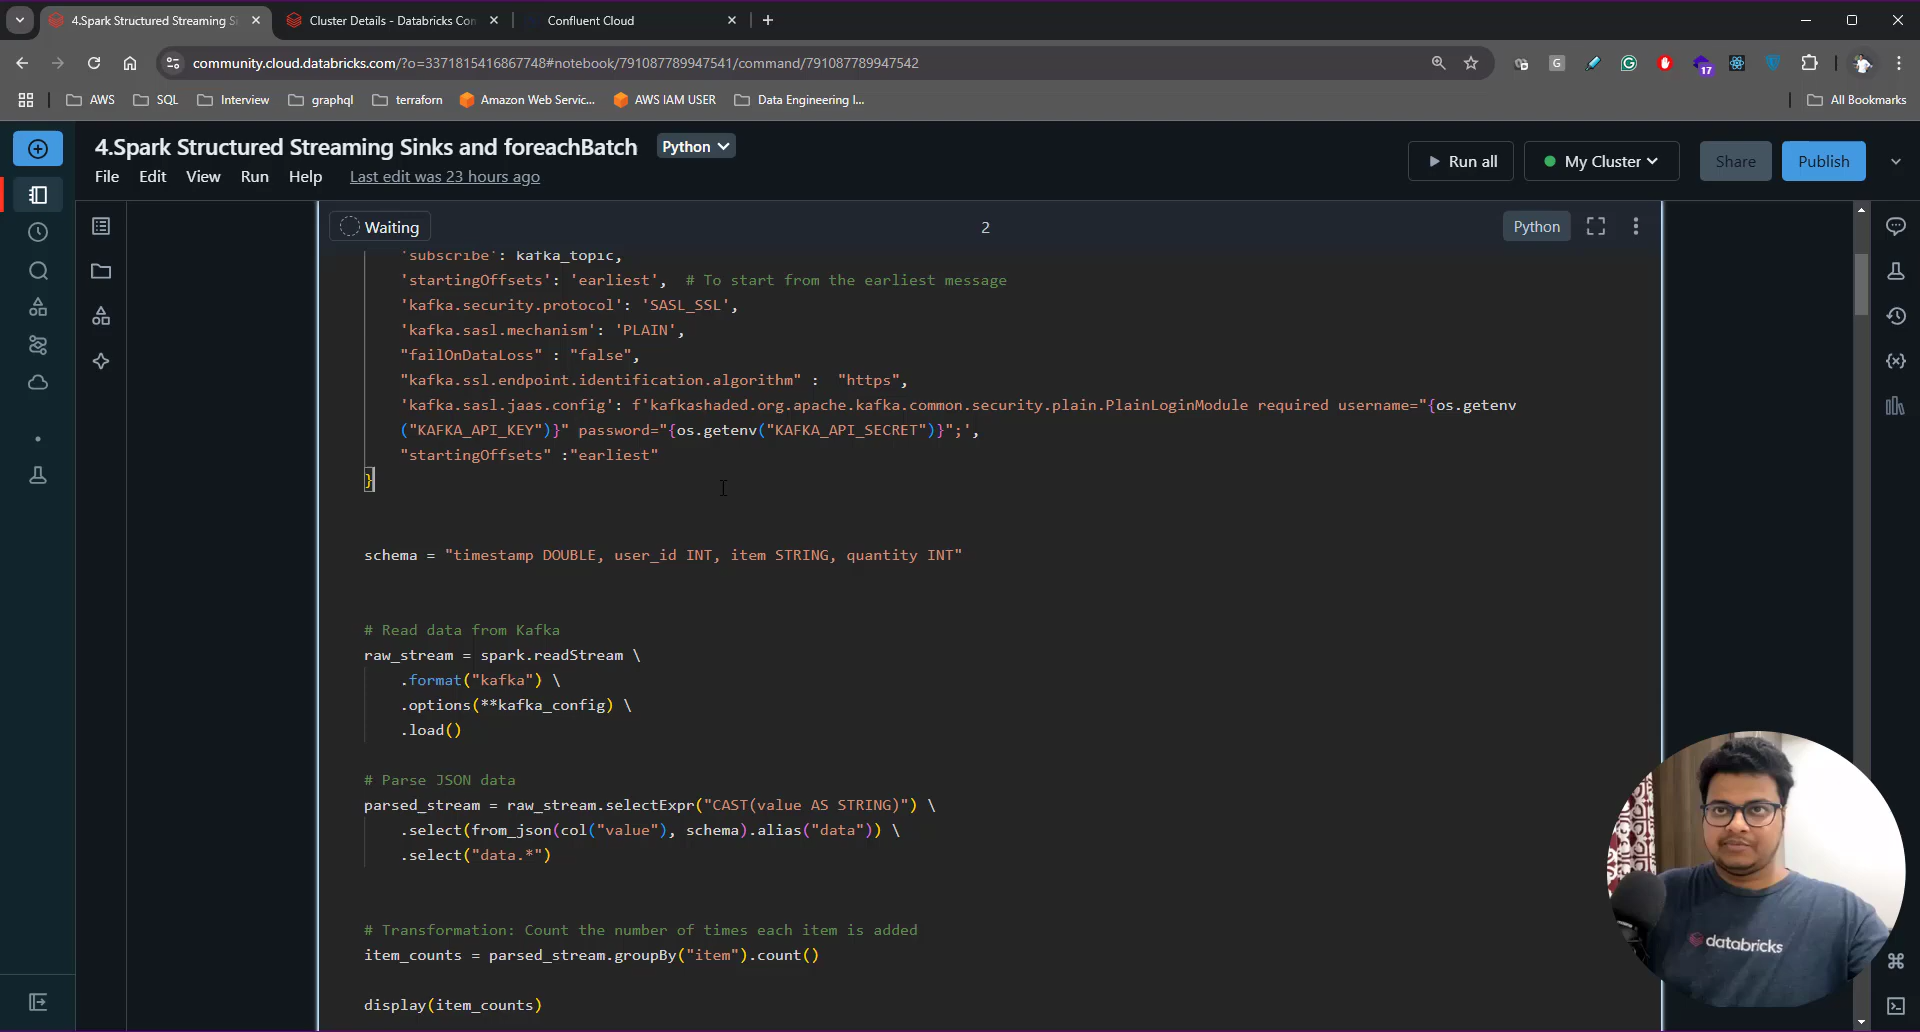 4.Spark Structured Streaming S
Cluster Details - Databricks Con
Confluent Cloud
community.cloud.databricks.com/?o=3371815416867748#notebook/791087789947541/command/791087789947542
G
17
AWS
SQL
Interview
graphql
terraforn
Amazon Web Servic...
AWS IAM USER
Data Engineering I...
All Bookmarks
4.Spark Structured Streaming Sinks and foreachBatch
Python
Run all
My Cluster
Share
Publish
File
Edit
View
Run
Help
Last edit was 23 hours ago
Waiting
2
Python
'subscribe': kafka_topic,
'startingOffsets': 'earliest',  # To start from the earliest message
'kafka.security.protocol': 'SASL_SSL',
'kafka.sasl.mechanism': 'PLAIN',
"failOnDataLoss" : "false",
"kafka.ssl.endpoint.identification.algorithm" :  "https",
'kafka.sasl.jaas.config': f'kafkashaded.org.apache.kafka.common.security.plain.PlainLoginModule required username="{os.getenv
("KAFKA_API_KEY")}" password="{os.getenv("KAFKA_API_SECRET")}";',
"startingOffsets" :"earliest"
}
schema = "timestamp DOUBLE, user_id INT, item STRING, quantity INT"
# Read data from Kafka
raw_stream = spark.readStream \
.format("kafka") \
.options(**kafka_config) \
.load()
# Parse JSON data
parsed_stream = raw_stream.selectExpr("CAST(value AS STRING)") \
.select(from_json(col("value"), schema).alias("data")) \
.select("data.*")
# Transformation: Count the number of times each item is added
item_counts = parsed_stream.groupBy("item").count()
display(item_counts)
databricks